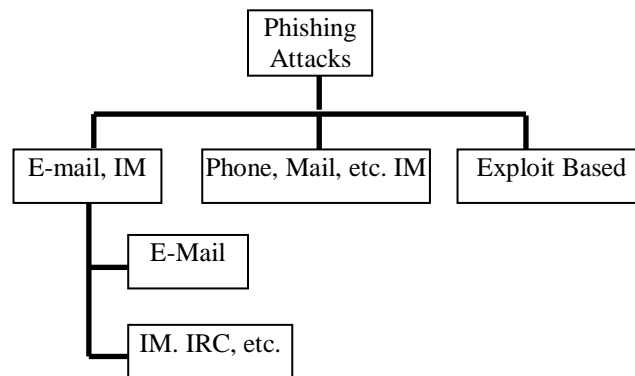 Phishing
Attacks
E-mail, IM
Phone, Mail, etc. IM
Exploit Based
E-Mail
IM. IRC, etc.